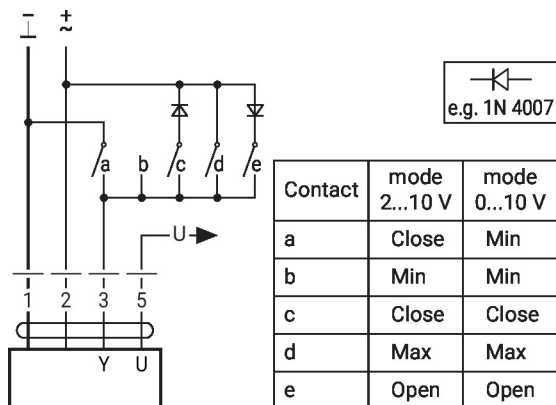 − +
⊥ ~
e.g. 1N 4007
a b c d e
U
1 2 3 5
Y U
Contact mode 2...10 V mode 0...10 V
a Close Min
b Min Min
c Close Close
d Max Max
e Open Open